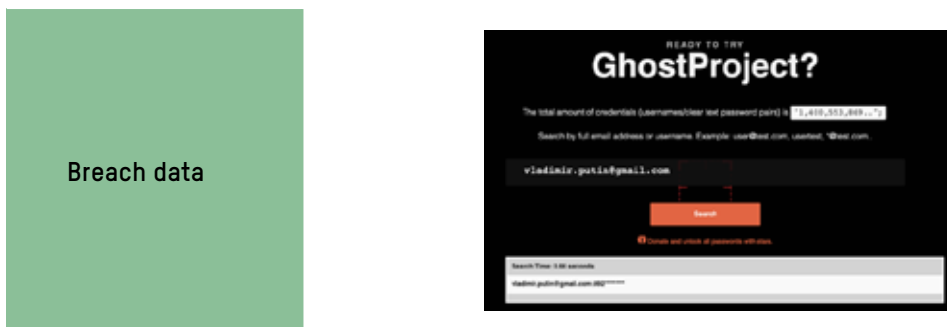 Breach data
READY TO TRY
GhostProject?
The total amount of credentials (usernames/clear text password pairs) is
Search by full email address or username. Example: user@test.com, usertest, *@test.com.
vladimir.putin@gmail.com
Search
Donate and unlock all passwords with stars.
Search Time: seconds
vladimir.putin@gmail.com